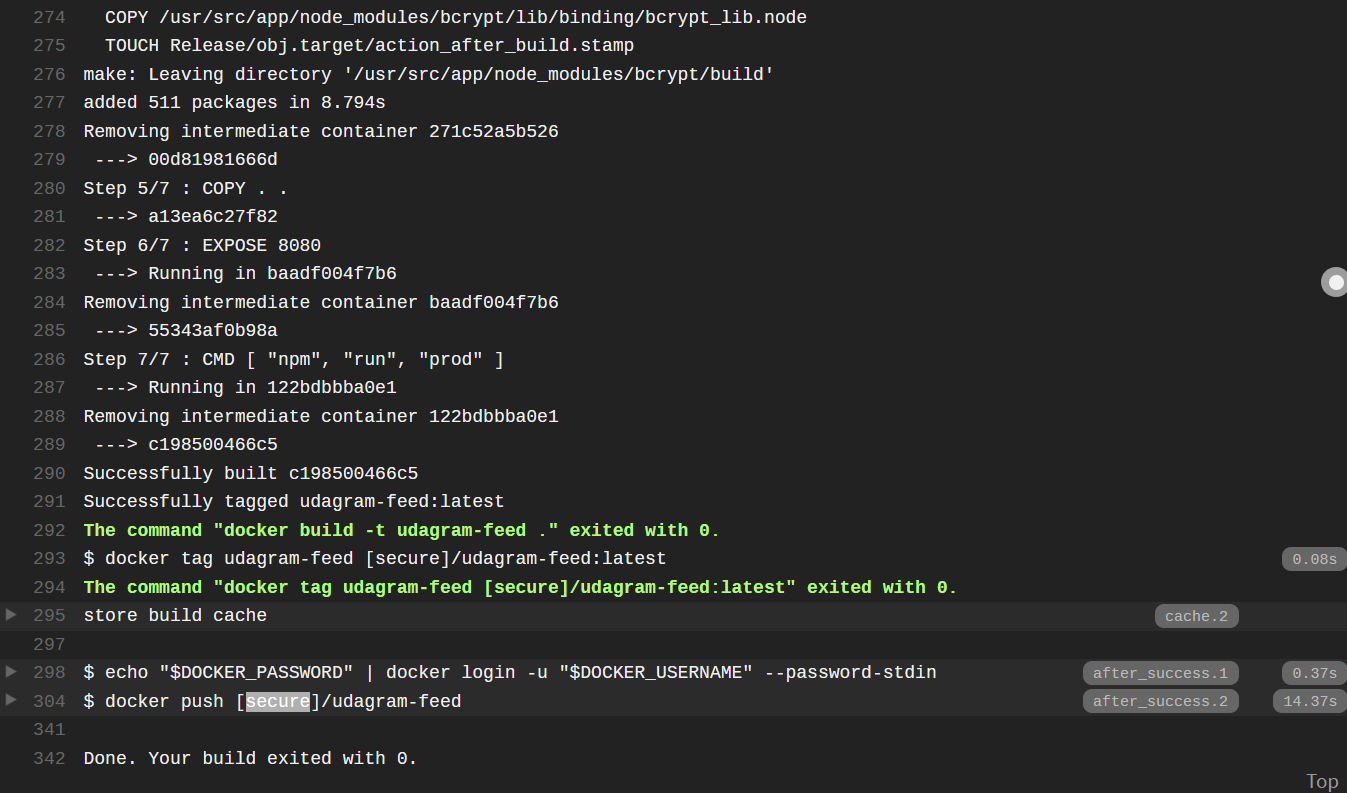 274 COPY /usr/src/app/node_modules/bcrypt/lib/binding/bcrypt_lib.node
275 TOUCH Release/obj.target/action_after_build.stamp
276 make: Leaving directory '/usr/src/app/node_modules/bcrypt/build'
277 added 511 packages in 8.794s
278 Removing intermediate container 271c52a5b526
279 ---> 00d81981666d
280 Step 5/7 : COPY . .
281 ---> a13ea6c27f82
282 Step 6/7 : EXPOSE 8080
283 ---> Running in baadf004f7b6
284 Removing intermediate container baadf004f7b6
285 ---> 55343af0b98a
286 Step 7/7 : CMD [ "npm", "run", "prod" ]
287 ---> Running in 122bdbbba0e1
288 Removing intermediate container 122bdbbba0e1
289 ---> c198500466c5
290 Successfully built c198500466c5
291 Successfully tagged udagram-feed:latest
292 The command "docker build -t udagram-feed ." exited with 0.
293 $ docker tag udagram-feed [secure]/udagram-feed:latest 0.08s
294 The command "docker tag udagram-feed [secure]/udagram-feed:latest" exited with 0.
295 store build cache cache.2
297
298 $ echo "$DOCKER_PASSWORD" | docker login -u "$DOCKER_USERNAME" --password-stdin after_success.1 0.37s
304 $ docker push [secure]/udagram-feed after_success.2 14.37s
341
342 Done. Your build exited with 0.
Top